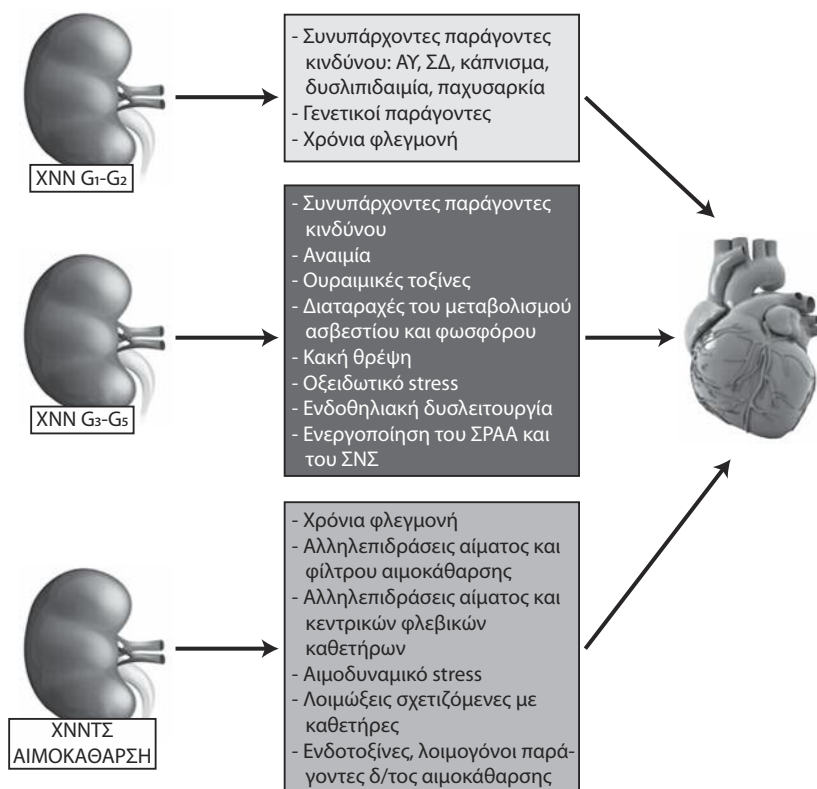 - Συνυπάρχοντες παράγοντες
κινδύνου: ΑΥ, ΣΔ, κάπνισμα,
δυσλιπιδαιμία, παχυσαρκία
- Γενετικοί παράγοντες
- Χρόνια φλεγμονή
ΧΝΝ G1-G2
- Συνυπάρχοντες παράγοντες
κινδύνου
- Αναιμία
- Ουραιμικές τοξίνες
- Διαταραχές του μεταβολισμού
ασβεστίου και φωσφόρου
- Κακή θρέψη
- Οξειδωτικό stress
- Ενδοθηλιακή δυσλειτουργία
- Ενεργοποίηση του ΣΡΑΑ και
του ΣΝΣ
ΧΝΝ G3-G5
- Χρόνια φλεγμονή
- Αλληλεπιδράσεις αίματος και
φίλτρου αιμοκάθαρσης
- Αλληλεπιδράσεις αίματος και
κεντρικών φλεβικών
καθετήρων
- Αιμοδυναμικό stress
- Λοιμώξεις σχετιζόμενες με
καθετήρες
- Ενδοτοξίνες, λοιμογόνοι παρά-
γοντες δ/τος αιμοκάθαρσης
ΧΝΝΤΣ
ΑΙΜΟΚΑΘΑΡΣΗ